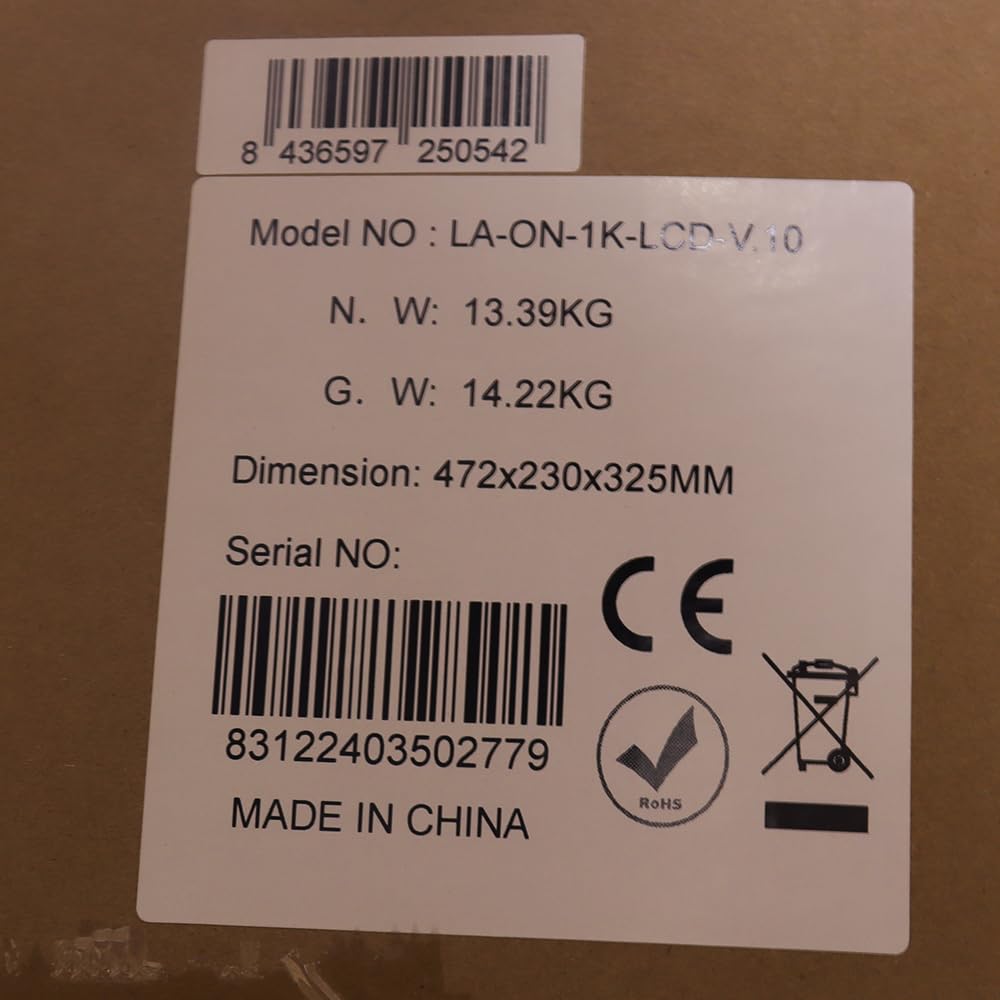 8 436597 250542
Model NO : LA-ON-1K-LCD-V.10
N. W: 13.39KG
G. W: 14.22KG
Dimension: 472x230x325MM
Serial NO:
CE
83122403502779
RoHS
MADE IN CHINA